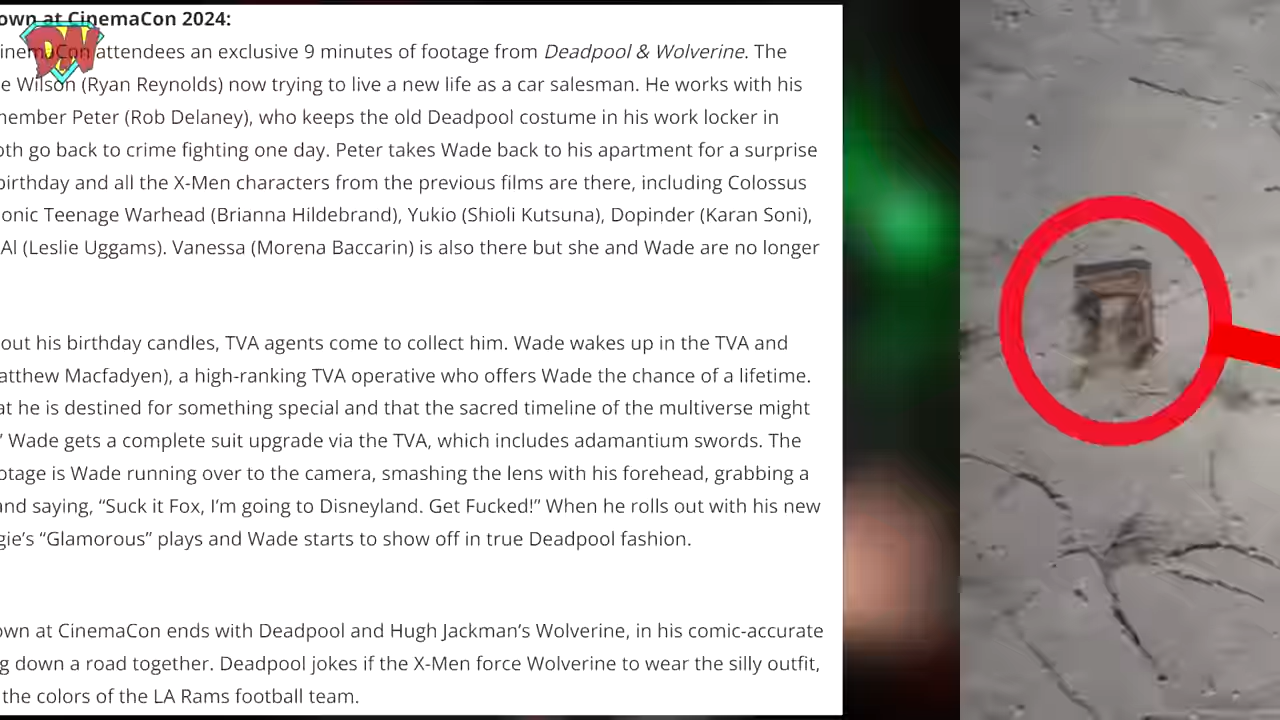 own at CinemaCon 2024:
inemaCon attendees an exclusive 9 minutes of footage from Deadpool & Wolverine. The
e Wilson (Ryan Reynolds) now trying to live a new life as a car salesman. He works with his
member Peter (Rob Delaney), who keeps the old Deadpool costume in his work locker in
oth go back to crime fighting one day. Peter takes Wade back to his apartment for a surprise
birthday and all the X-Men characters from the previous films are there, including Colossus
onic Teenage Warhead (Brianna Hildebrand), Yukio (Shioli Kutsuna), Dopinder (Karan Soni),
Al (Leslie Uggams). Vanessa (Morena Baccarin) is also there but she and Wade are no longer
out his birthday candles, TVA agents come to collect him. Wade wakes up in the TVA and
atthew Macfadyen), a high-ranking TVA operative who offers Wade the chance of a lifetime.
at he is destined for something special and that the sacred timeline of the multiverse might
” Wade gets a complete suit upgrade via the TVA, which includes adamantium swords. The
otage is Wade running over to the camera, smashing the lens with his forehead, grabbing a
and saying, “Suck it Fox, I’m going to Disneyland. Get Fucked!” When he rolls out with his new
gie’s “Glamorous” plays and Wade starts to show off in true Deadpool fashion.
own at CinemaCon ends with Deadpool and Hugh Jackman’s Wolverine, in his comic-accurate
g down a road together. Deadpool jokes if the X-Men force Wolverine to wear the silly outfit,
the colors of the LA Rams football team.
DW